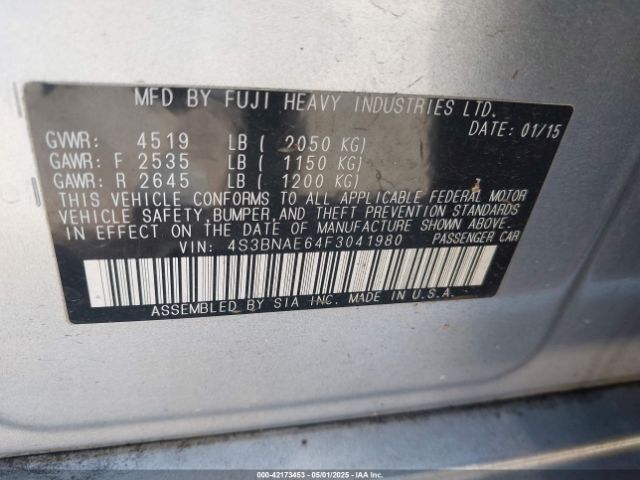 MFD BY FUJI HEAVY INDUSTRIES LTD.
DATE: 01/15
GVWR: 4519 LB ( 2050 KG)
GAWR: F 2535 LB ( 1150 KG)
GAWR: R 2645 LB ( 1200 KG)
THIS VEHICLE CONFORMS TO ALL APPLICABLE FEDERAL MOTOR
VEHICLE SAFETY, BUMPER, AND THEFT PREVENTION STANDARDS
IN EFFECT ON THE DATE OF MANUFACTURE SHOWN ABOVE.
VIN: 4S3BNAE64F3041980 PASSENGER CAR
ASSEMBLED BY SIA INC. MADE IN U.S.A.
000-42173453 - 05/01/2025 - Copyright © IAA, LLC